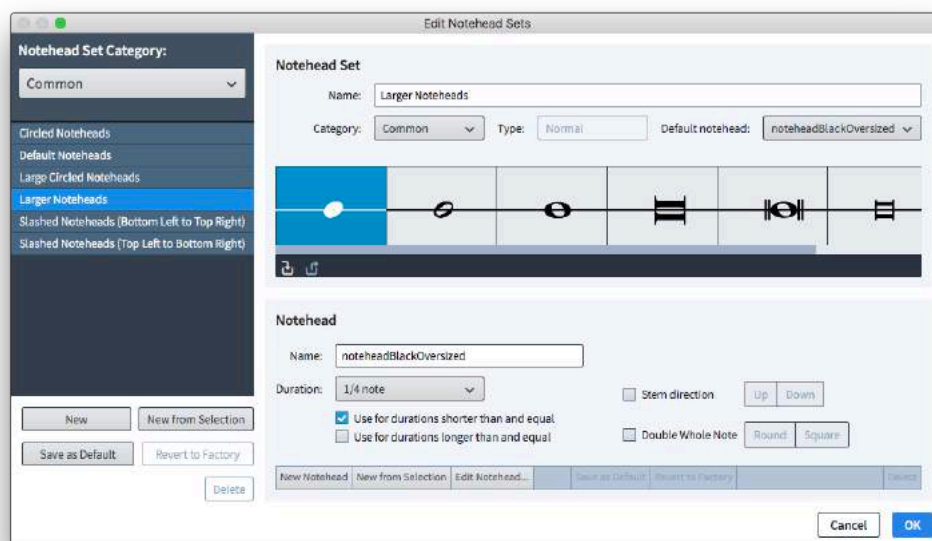 Edit Notehead Sets
Notehead Set Category:
Common
Circled Noteheads
Default Noteheads
Large Circled Noteheads
Larger Noteheads
Slashed Noteheads (Bottom Left to Top Right)
Slashed Noteheads (Top Left to Bottom Right)
New
New from Selection
Save as Default
Revert to Factory
Delete
Notehead Set
Name: Larger Noteheads
Category: Common Type: Normal Default notehead: noteheadBlackOversized
Notehead
Name: noteheadBlackOversized
Duration: 1/4 note
Use for durations shorter than and equal
Use for durations longer than and equal
Stem direction Up Down
Double Whole Note Round Square
New Notehead New from Selection Edit Notehead... Save as Default Revert to Factory Delete
Cancel OK